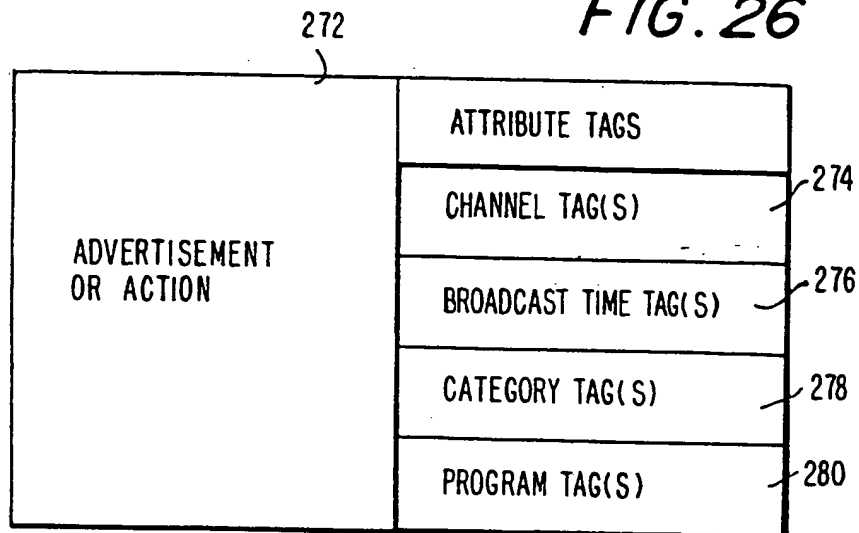 FIG. 26
272
ATTRIBUTE TAGS
274
CHANNEL TAG(S)
ADVERTISEMENT
OR ACTION
276
BROADCAST TIME TAG(S)
278
CATEGORY TAG(S)
280
PROGRAM TAG(S)